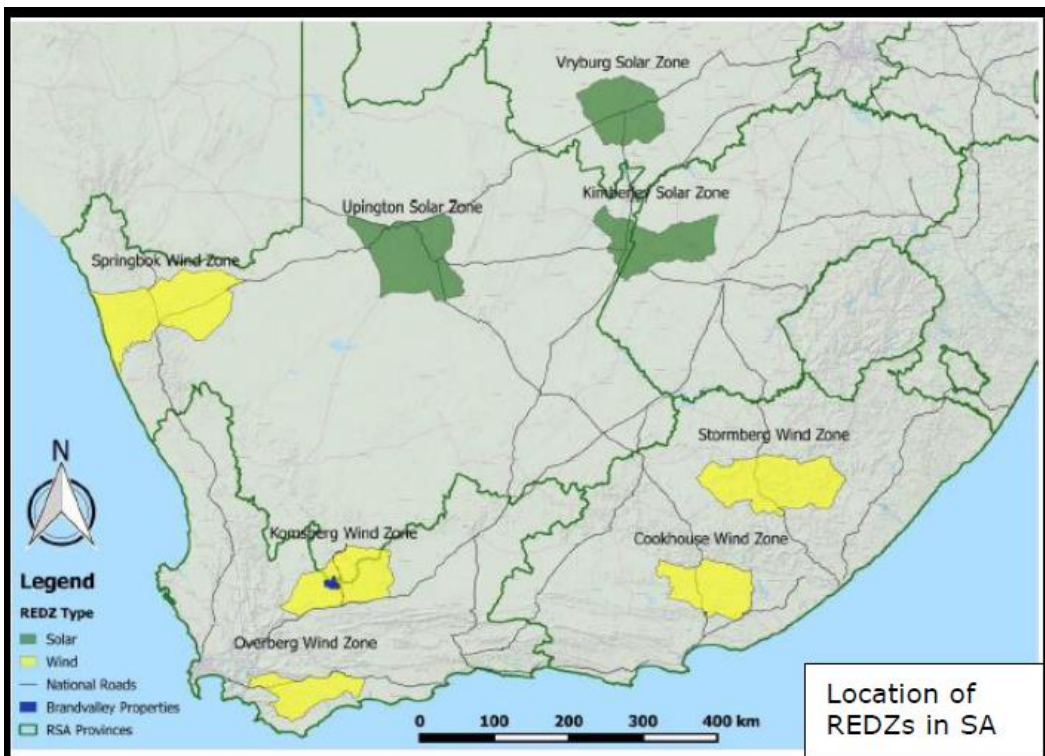 Vryburg Solar Zone
Kimberley Solar Zone
Upington Solar Zone
Springbok Wind Zone
Stormberg Wind Zone
Komsberg Wind Zone
Cookhouse Wind Zone
Overberg Wind Zone
N
Legend
REDZ Type
Solar
Wind
National Roads
Brandvalley Properties
RSA Provinces
0 100 200 300 400 km
Location of
REDZs in SA